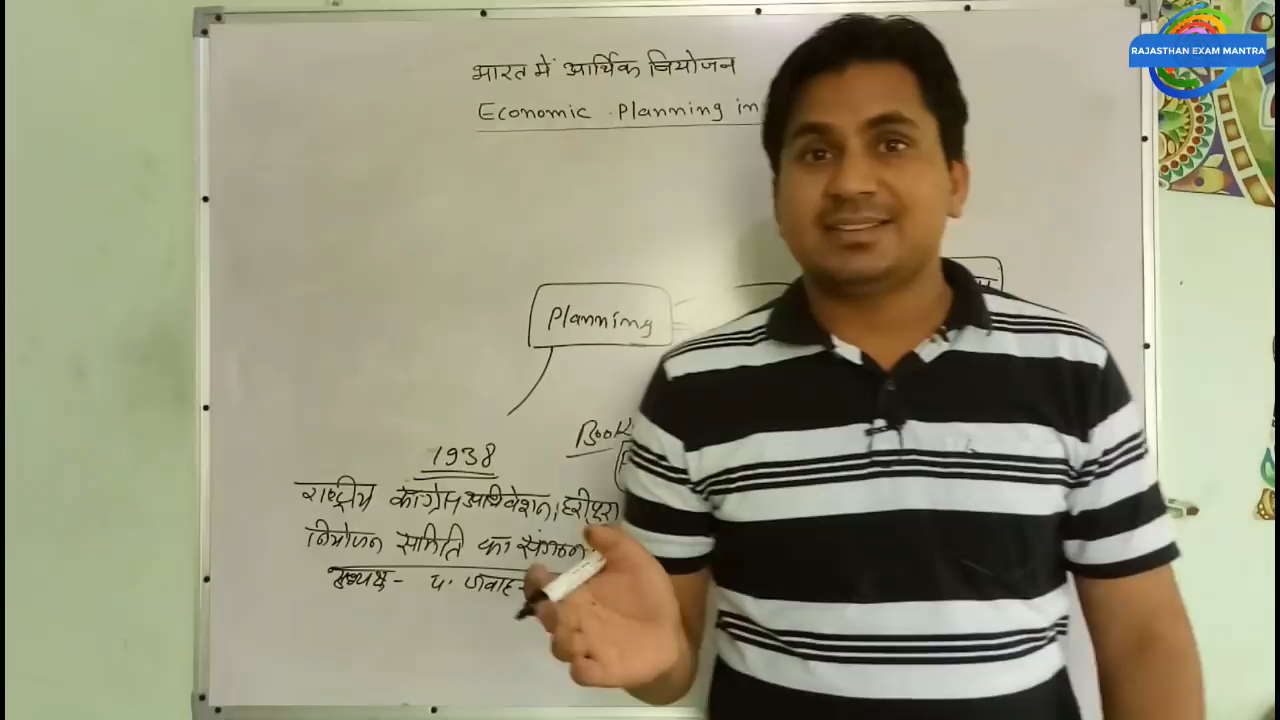 RAJASTHAN EXAM MANTRA
भारत में आर्थिक नियोजन
Economic Planning in
Planning
Book
1938
राष्ट्रीय कांग्रेस अधिवेशन, हरीपुरा
नियोजन समिति का संगठन
अध्यक्ष - पं. जवाह